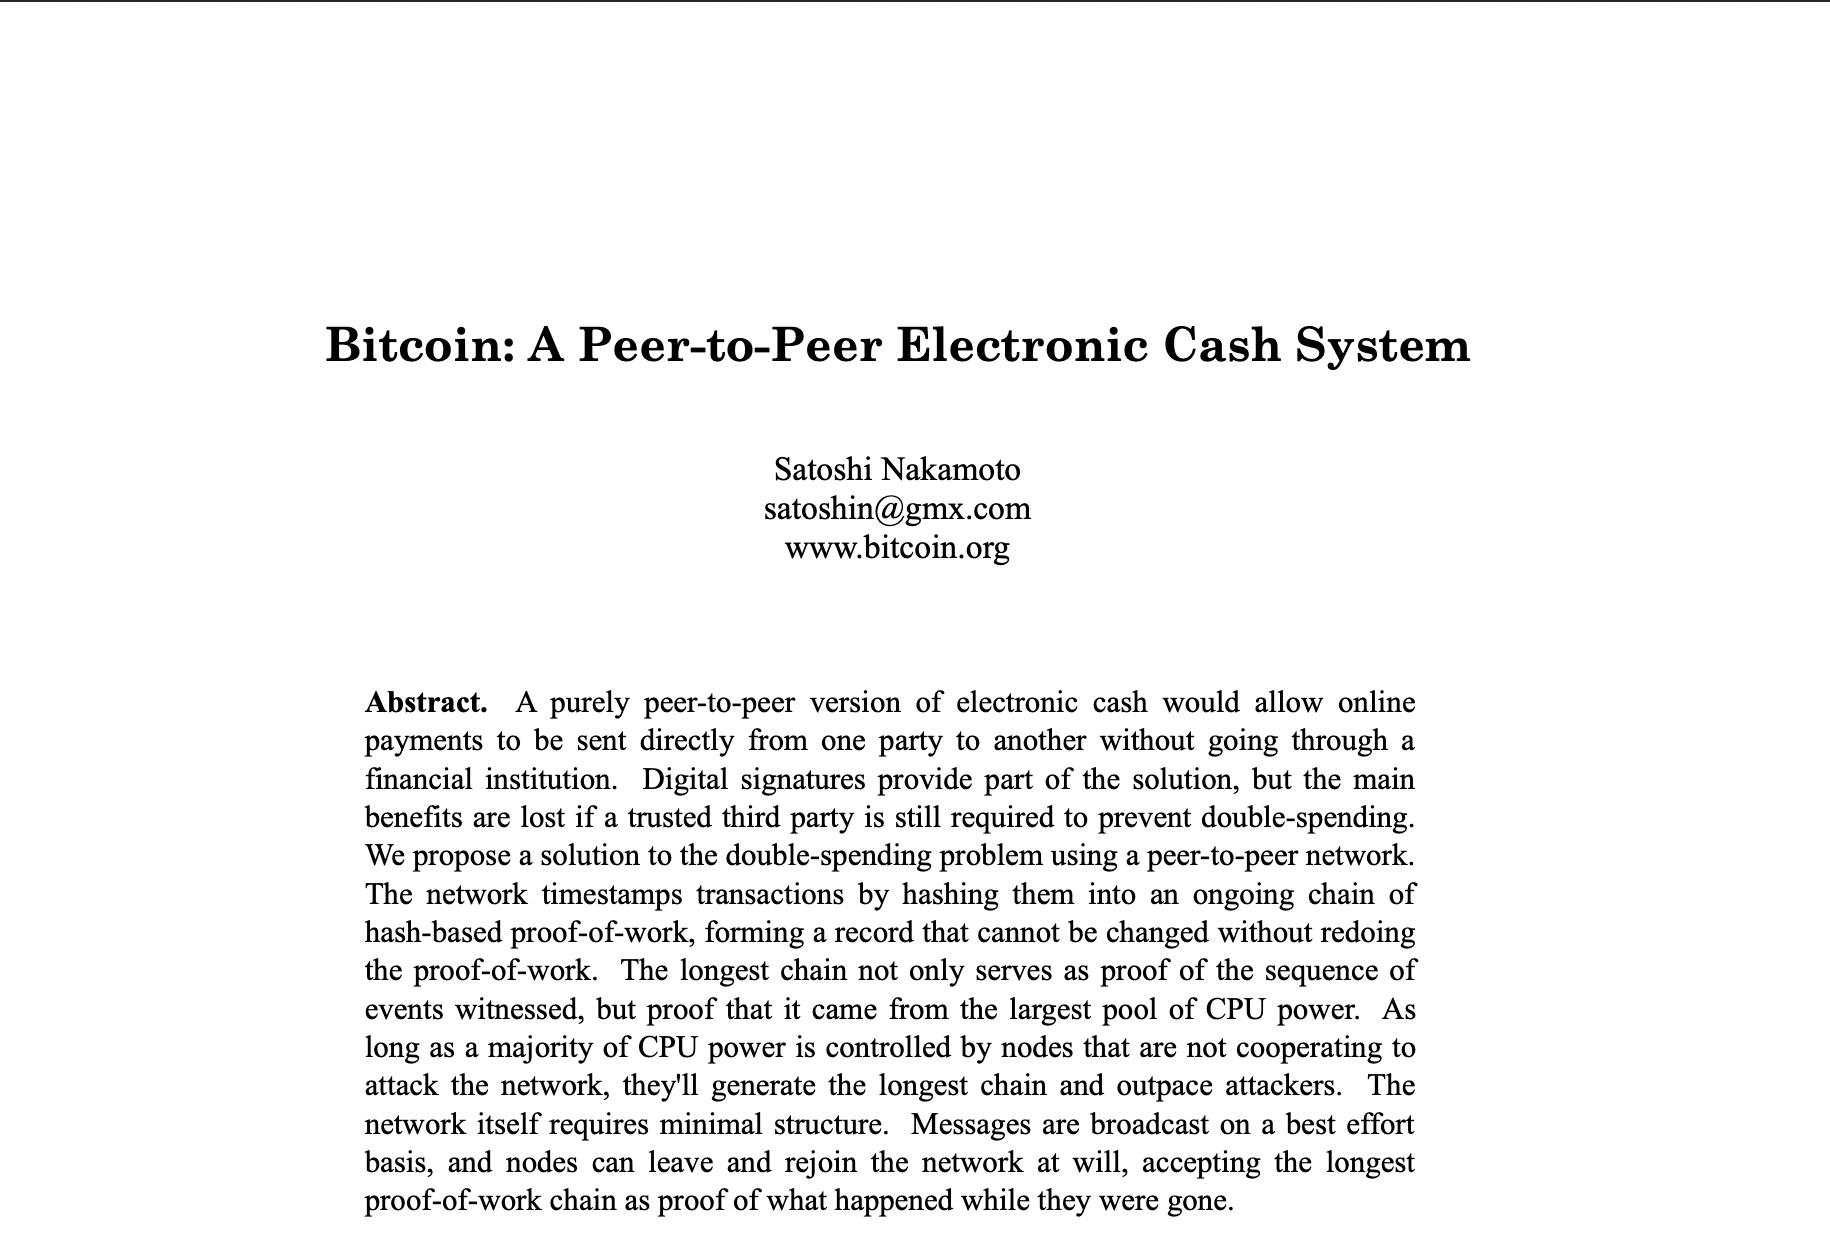 Bitcoin: A Peer-to-Peer Electronic Cash System
Satoshi Nakamoto
satoshin@gmx.com
www.bitcoin.org
Abstract. A purely peer-to-peer version of electronic cash would allow online
payments to be sent directly from one party to another without going through a
financial institution. Digital signatures provide part of the solution, but the main
benefits are lost if a trusted third party is still required to prevent double-spending.
We propose a solution to the double-spending problem using a peer-to-peer network.
The network timestamps transactions by hashing them into an ongoing chain of
hash-based proof-of-work, forming a record that cannot be changed without redoing
the proof-of-work. The longest chain not only serves as proof of the sequence of
events witnessed, but proof that it came from the largest pool of CPU power. As
long as a majority of CPU power is controlled by nodes that are not cooperating to
attack the network, they'll generate the longest chain and outpace attackers. The
network itself requires minimal structure. Messages are broadcast on a best effort
basis, and nodes can leave and rejoin the network at will, accepting the longest
proof-of-work chain as proof of what happened while they were gone.